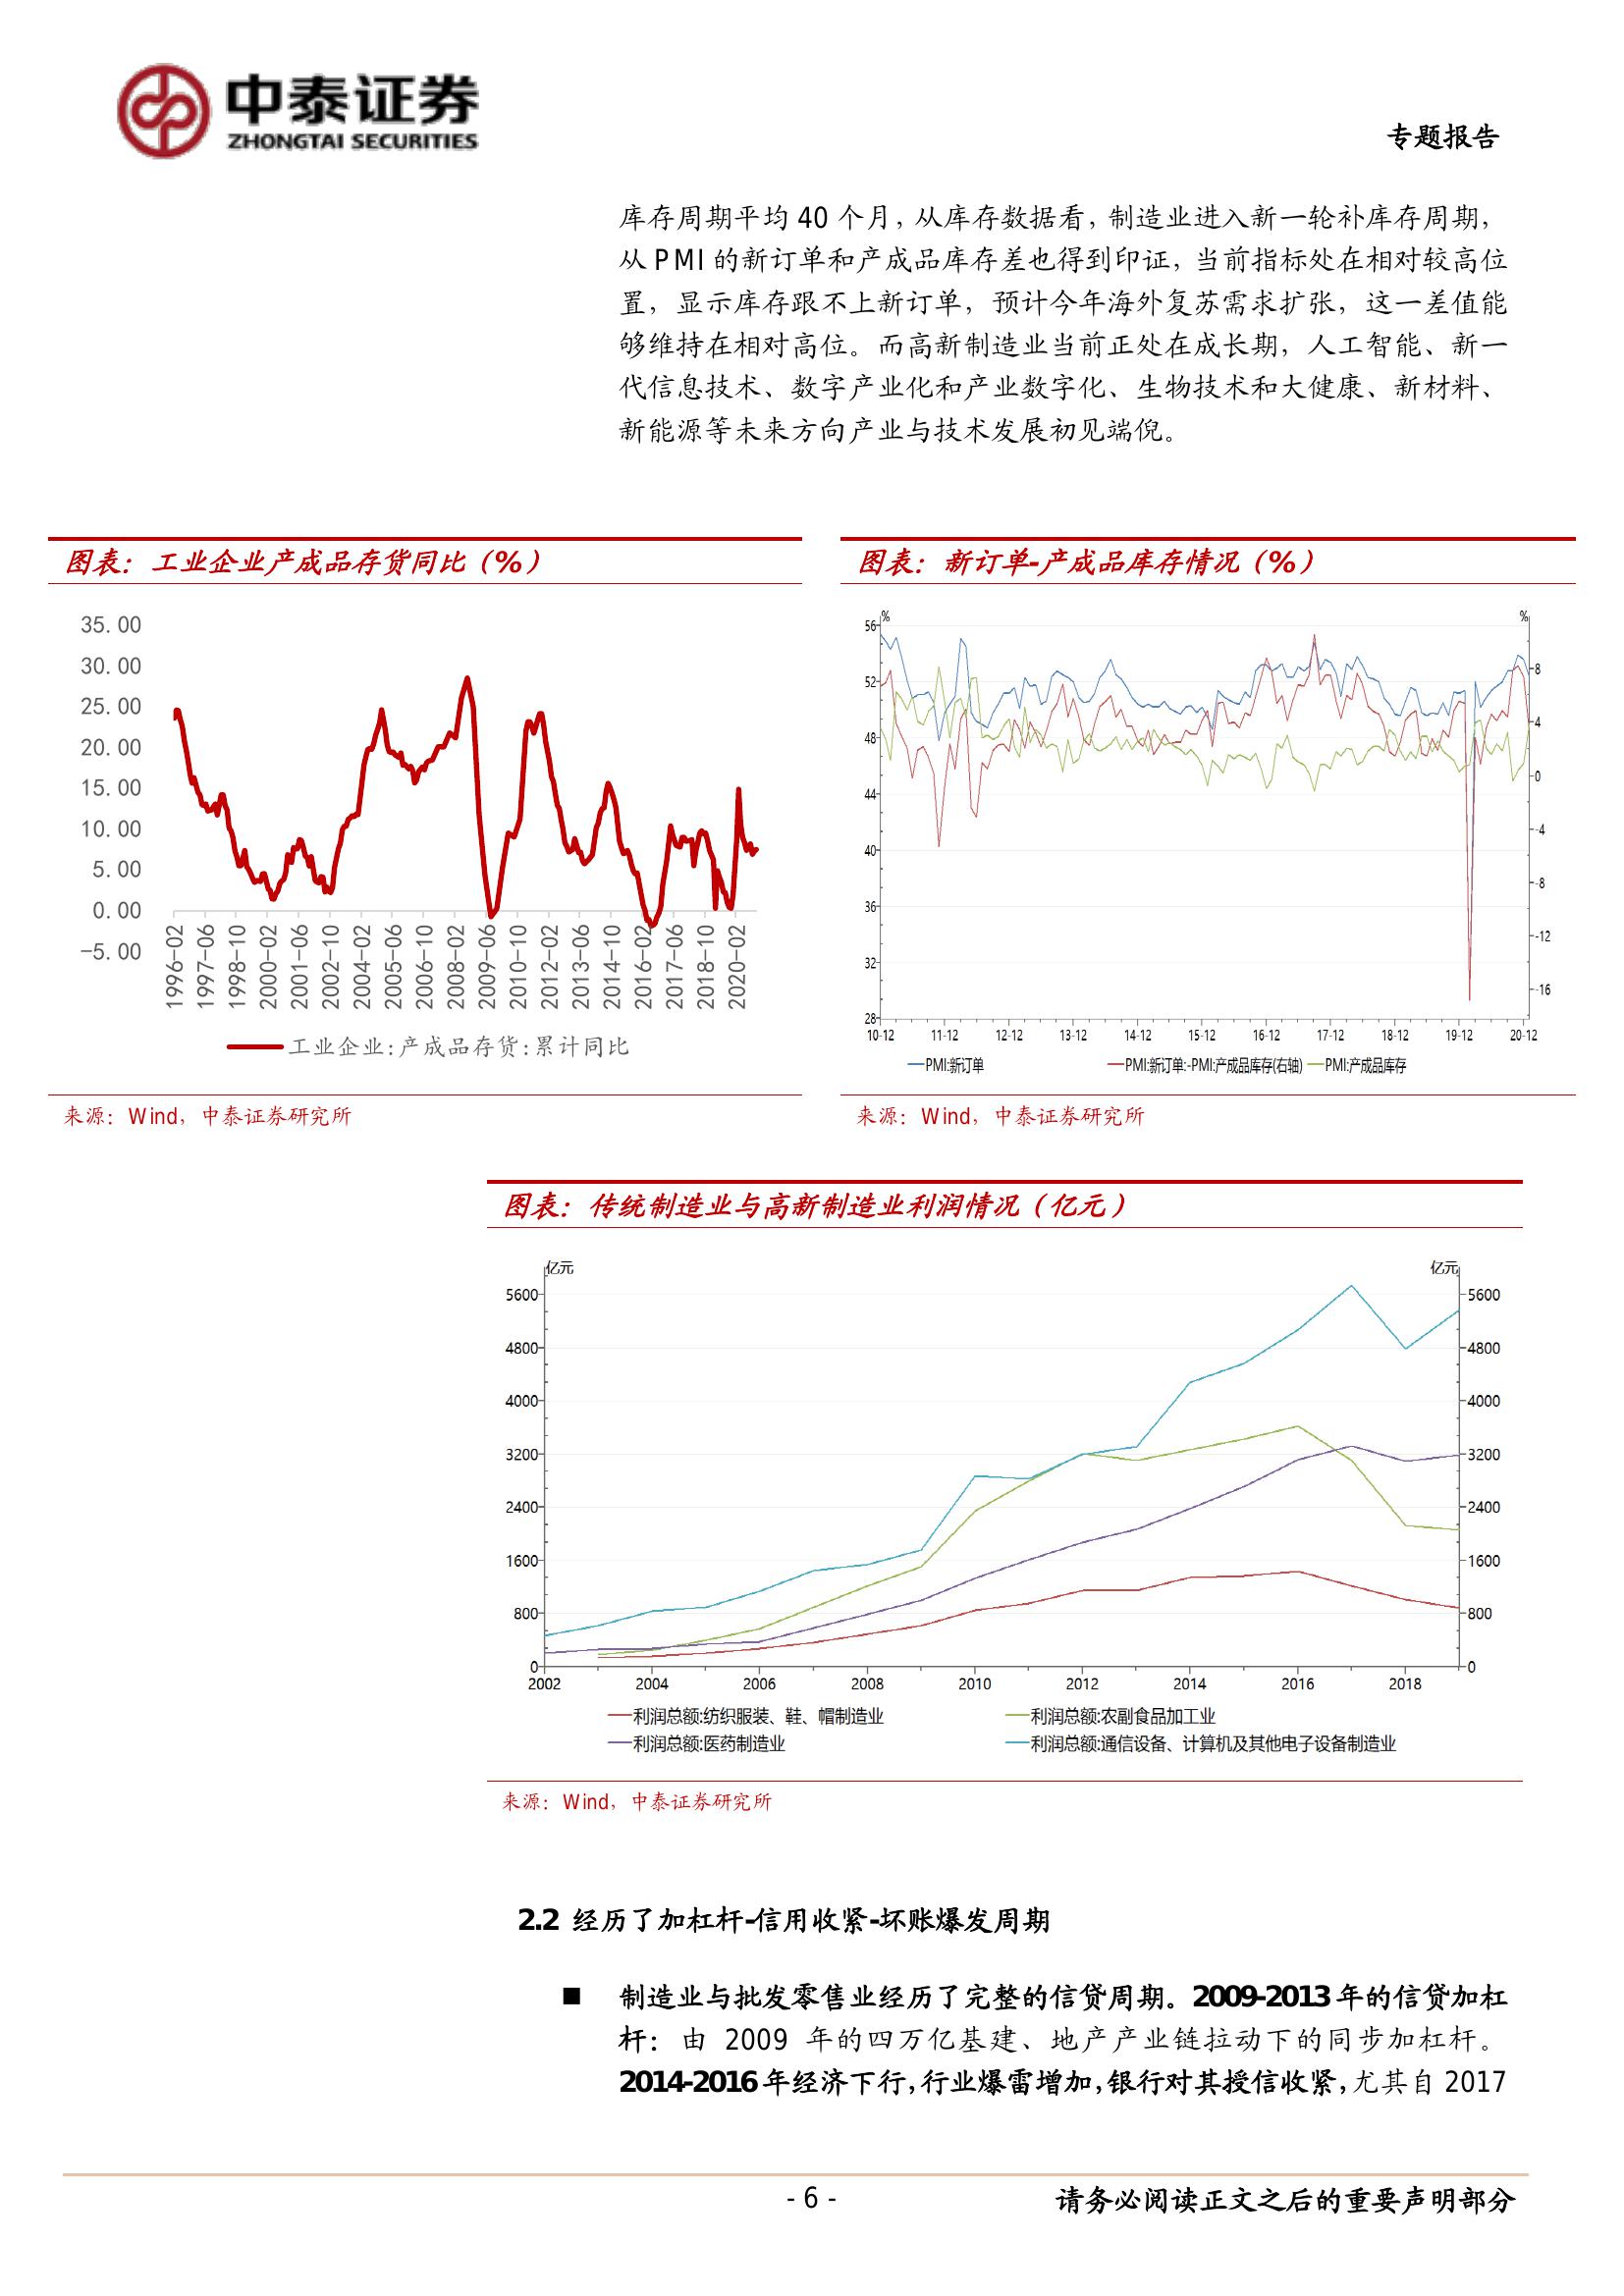 中泰证券
ZHONGTAI SECURITIES
专题报告
库存周期平均 40 个月，从库存数据看，制造业进入新一轮补库存周期，
从 PMI 的新订单和产成品库存差也得到印证，当前指标处在相对较高位
置，显示库存跟不上新订单，预计今年海外复苏需求扩张，这一差值能
够维持在相对高位。而高新制造业当前正处在成长期，人工智能、新一
代信息技术、数字产业化和产业数字化、生物技术和大健康、新材料、
新能源等未来方向产业与技术发展初见端倪。
图表：工业企业产成品存货同比（%）
35.00
30.00
25.00
20.00
15.00
10.00
5.00
0.00
-5.00
1996-02 1997-06 1998-10 2000-02 2001-06 2002-10 2004-02 2005-06 2006-10 2008-02 2009-06 2010-10 2012-02 2013-06 2014-10 2016-02 2017-06 2018-10 2020-02
工业企业:产成品存货:累计同比
来源：Wind，中泰证券研究所
图表：新订单-产成品库存情况（%）
% %
56
52
48
44
40
36
32
28
8
4
0
-4
-8
-12
-16
10-12 11-12 12-12 13-12 14-12 15-12 16-12 17-12 18-12 19-12 20-12
PMI:新订单 PMI:新订单:-PMI:产成品库存(右轴) PMI:产成品库存
来源：Wind，中泰证券研究所
图表：传统制造业与高新制造业利润情况（亿元）
亿元 亿元
5600 5600
4800 4800
4000 4000
3200 3200
2400 2400
1600 1600
800 800
0 0
2002 2004 2006 2008 2010 2012 2014 2016 2018
利润总额:纺织服装、鞋、帽制造业 利润总额:农副食品加工业
利润总额:医药制造业 利润总额:通信设备、计算机及其他电子设备制造业
来源：Wind，中泰证券研究所
2.2 经历了加杠杆-信用收紧-坏账爆发周期
■ 制造业与批发零售业经历了完整的信贷周期。2009-2013 年的信贷加杠
杆：由 2009 年的四万亿基建、地产产业链拉动下的同步加杠杆。
2014-2016 年经济下行，行业爆雷增加，银行对其授信收紧，尤其自 2017
- 6 -
请务必阅读正文之后的重要声明部分